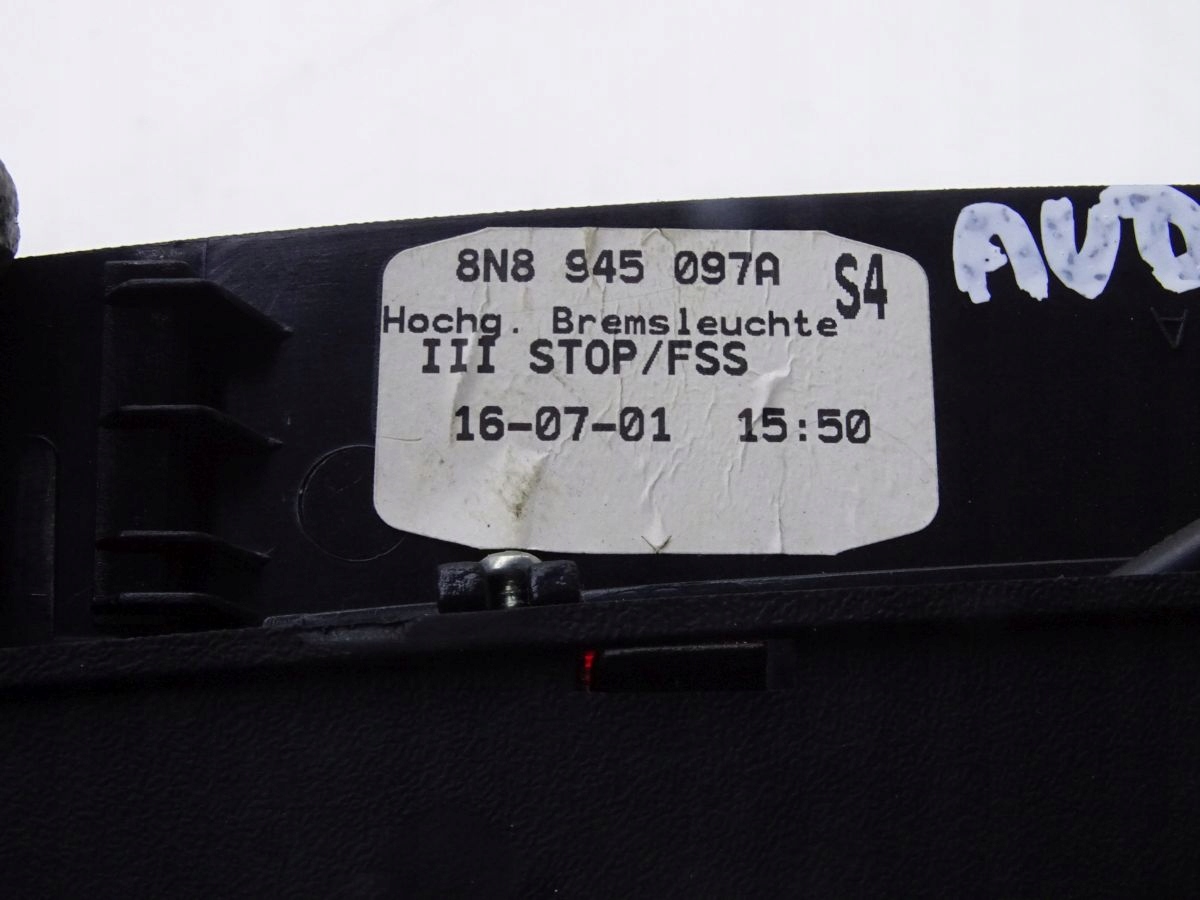 8N8 945 097A S4
Hochg. Bremsleuchte
III STOP/FSS
16-07-01 15:50
AUD
A